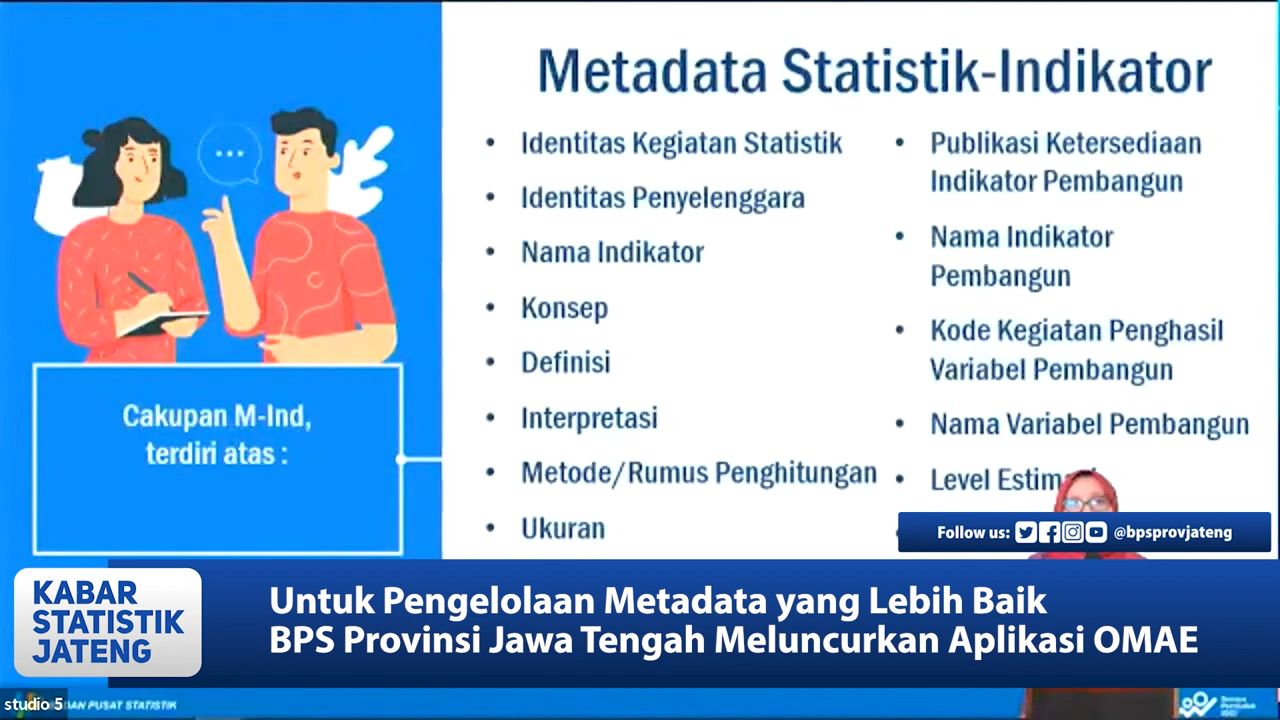 Metadata Statistik-Indikator
• Identitas Kegiatan Statistik
• Identitas Penyelenggara
• Nama Indikator
• Konsep
• Definisi
• Interpretasi
• Metode/Rumus Penghitungan
• Ukuran
• Publikasi Ketersediaan
Indikator Pembangun
• Nama Indikator
Pembangun
• Kode Kegiatan Penghasil
Variabel Pembangun
• Nama Variabel Pembangun
• Level
Cakupan M-Ind,
terdiri atas :
Follow us: @bpsprovjateng
KABAR
STATISTIK
JATENG
Untuk Pengelolaan Metadata yang Lebih Baik
BPS Provinsi Jawa Tengah Meluncurkan Aplikasi OMAE
studio 5
PUSAT STATISTIK